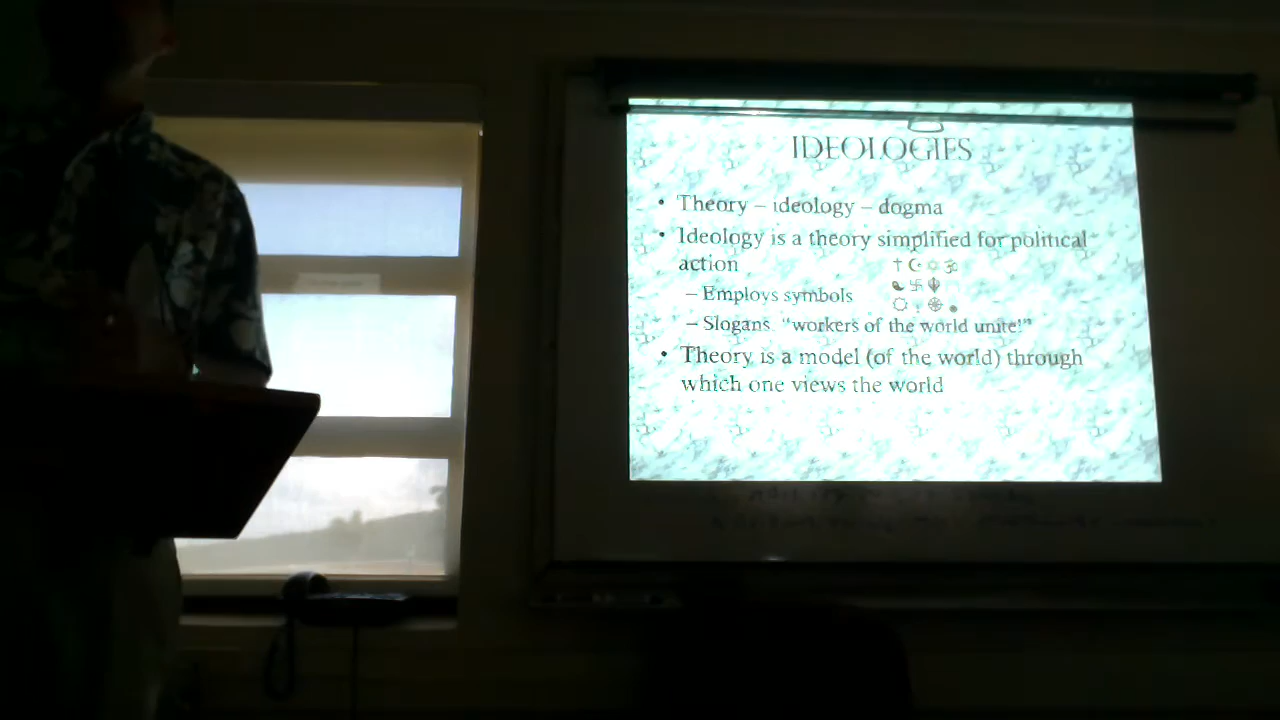 IDEOLOGIES
• Theory – ideology – dogma
• Ideology is a theory simplified for political
action
– Employs symbols
– Slogans "workers of the world unite!"
• Theory is a model (of the world) through
which one views the world